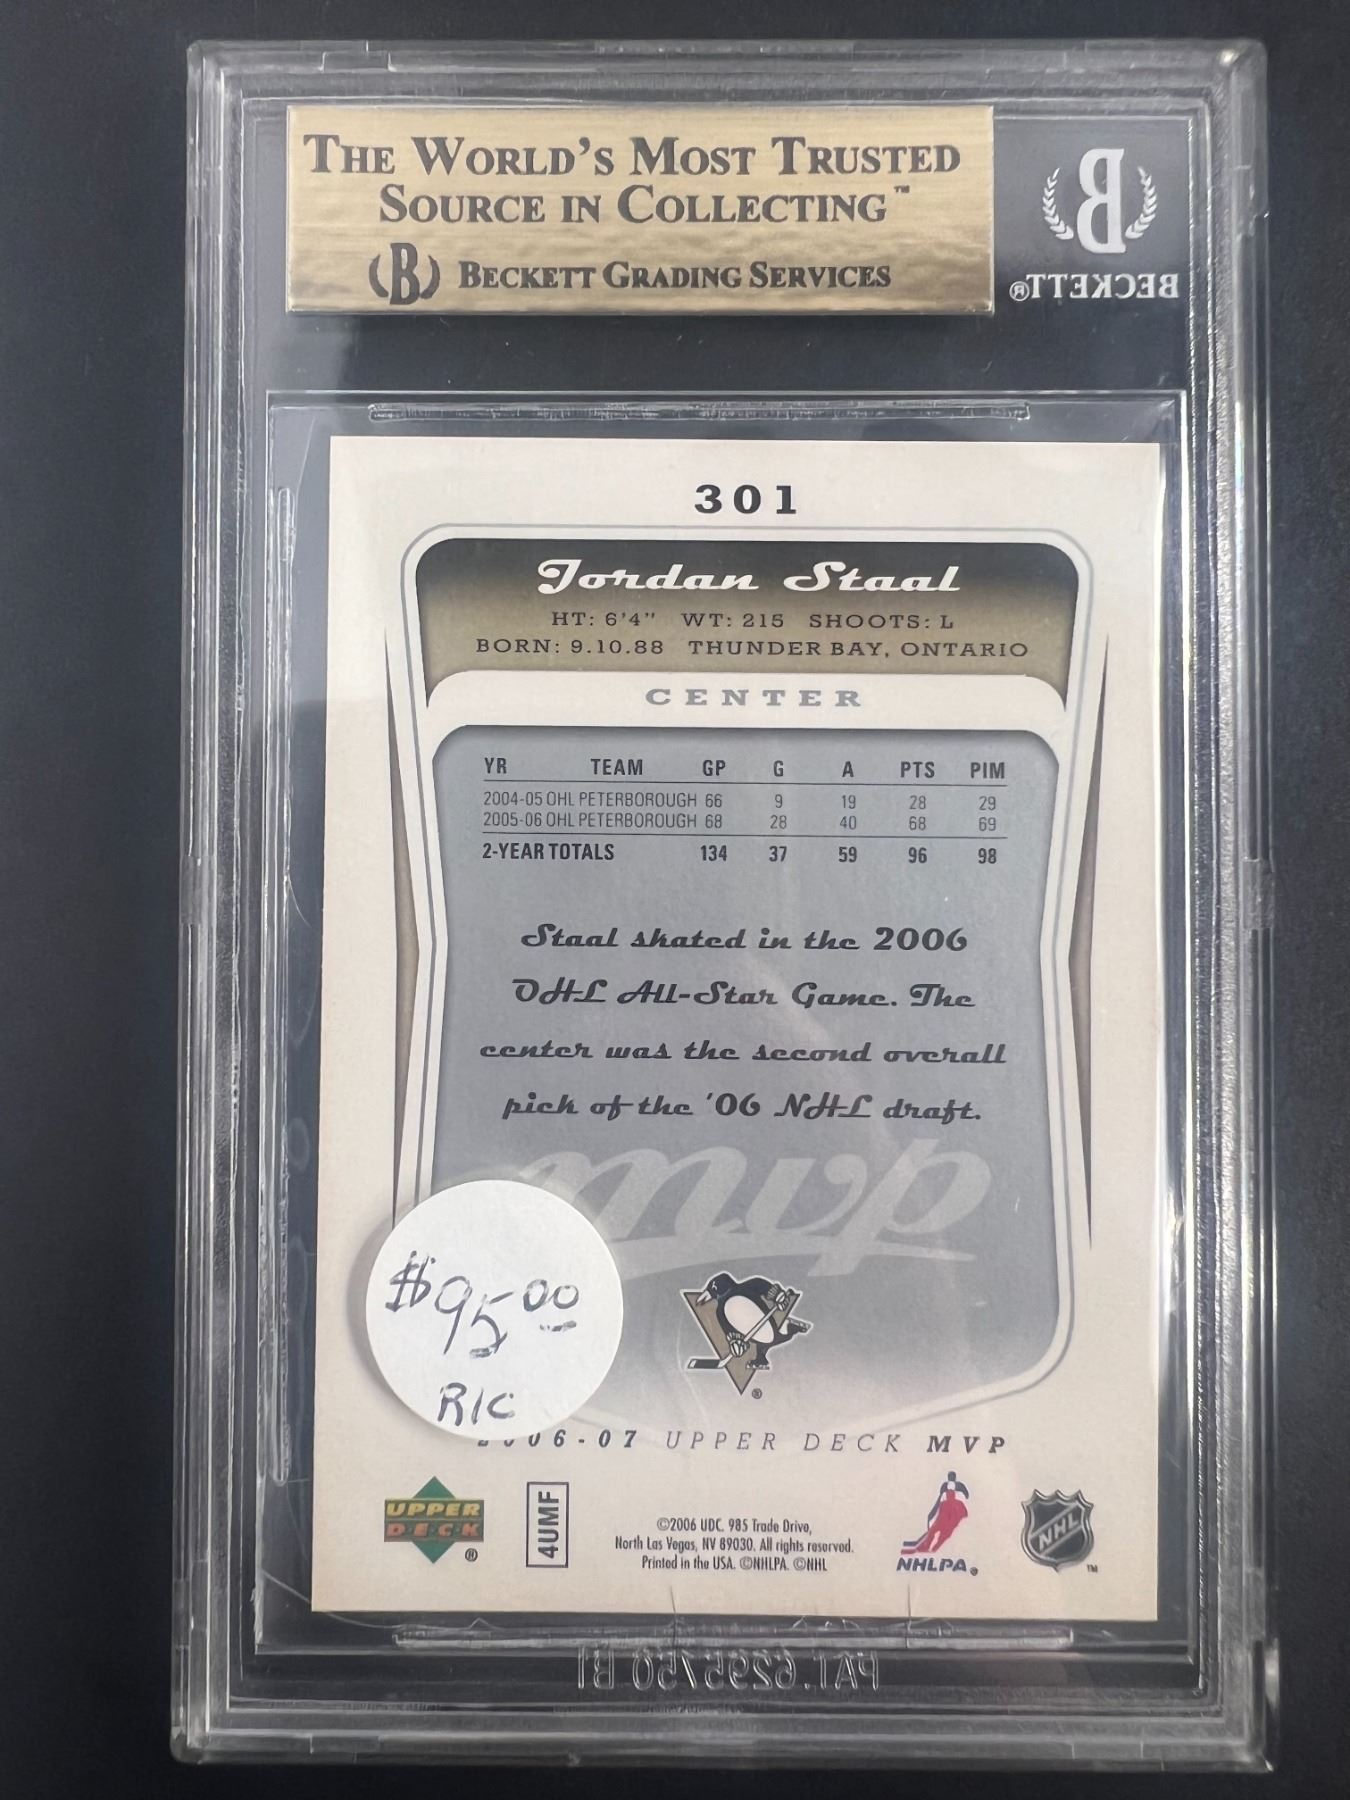 THE WORLD'S MOST TRUSTED
SOURCE IN COLLECTING™
B BECKETT GRADING SERVICES
B
BECKETT®
301
Jordan Staal
HT: 6'4" WT: 215 SHOOTS: L
BORN: 9.10.88 THUNDER BAY, ONTARIO
CENTER
YR TEAM GP G A PTS PIM
2004-05 OHL PETERBOROUGH 66 9 19 28 29
2005-06 OHL PETERBOROUGH 68 28 40 68 69
2-YEAR TOTALS 134 37 59 96 98
Staal skated in the 2006
OHL All-Star Game. The
center was the second overall
pick of the '06 NHL draft.
mvp
$95.00
R/C
®
2006-07 UPPER DECK MVP
UPPER
DECK
®
4UMF
©2006 UDC. 985 Trade Drive,
North Las Vegas, NV 89030. All rights reserved.
Printed in the USA. ©NHLPA. ©NHL
NHLPA®
NHL
™
PAT. 6295750 B1